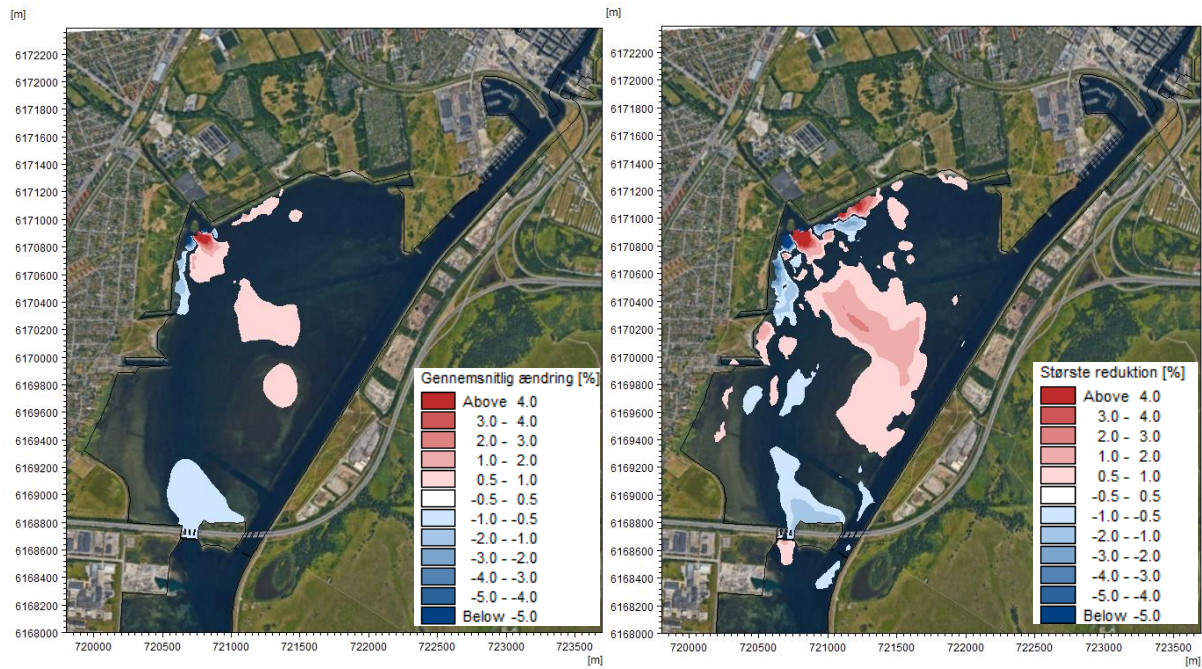 [m]
6172200
6172000
6171800
6171600
6171400
6171200
6171000
6170800
6170600
6170400
6170200
6170000
6169800
6169600
6169400
6169200
6169000
6168800
6168600
6168400
6168200
6168000
Gennemsnitlig ændring [%]
Above 4.0
3.0 - 4.0
2.0 - 3.0
1.0 - 2.0
0.5 - 1.0
-0.5 - 0.5
-1.0 - -0.5
-2.0 - -1.0
-3.0 - -2.0
-4.0 - -3.0
-5.0 - -4.0
Below -5.0
720000 720500 721000 721500 722000 722500 723000 723500
[m]
[m]
6172200
6172000
6171800
6171600
6171400
6171200
6171000
6170800
6170600
6170400
6170200
6170000
6169800
6169600
6169400
6169200
6169000
6168800
6168600
6168400
6168200
6168000
Største reduktion [%]
Above 4.0
3.0 - 4.0
2.0 - 3.0
1.0 - 2.0
0.5 - 1.0
-0.5 - 0.5
-1.0 - -0.5
-2.0 - -1.0
-3.0 - -2.0
-4.0 - -3.0
-5.0 - -4.0
Below -5.0
720000 720500 721000 721500 722000 722500 723000 723500
[m]